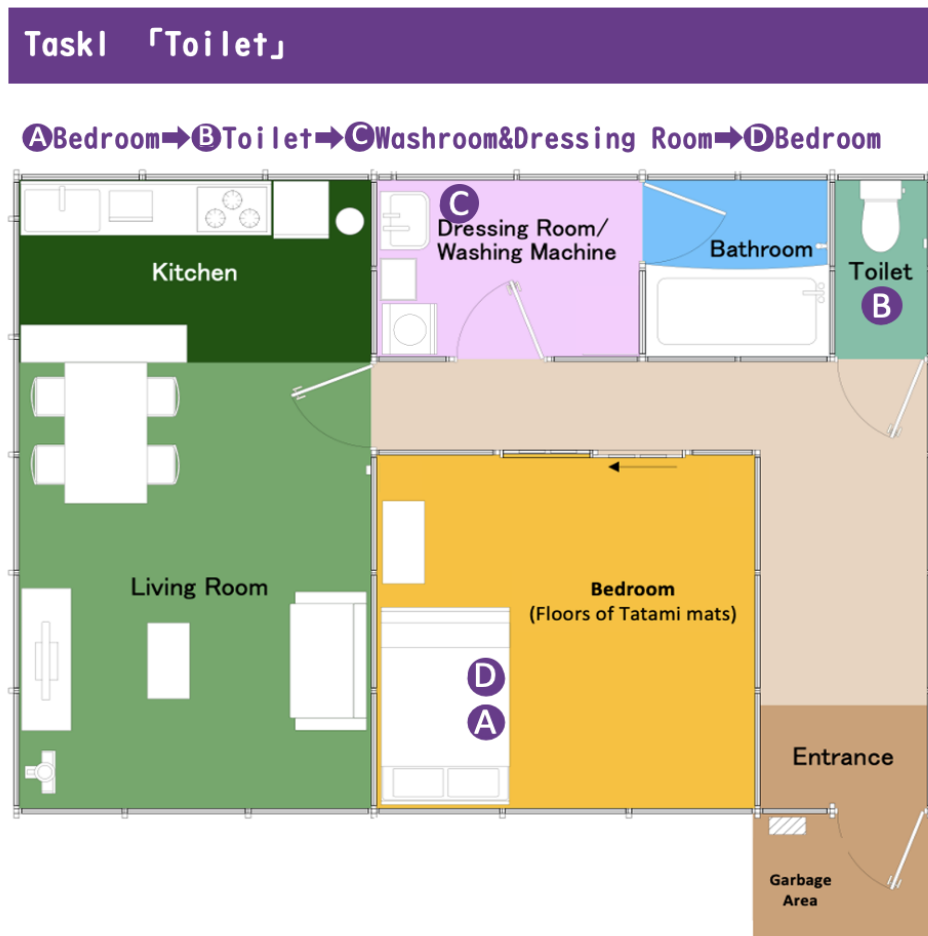 Task1 「Toilet」
ⒶBedroom➡ⒷToilet➡ⒸWashroom&Dressing Room➡ⒹBedroom
C
Dressing Room/
Washing Machine
Bathroom
Kitchen
Toilet
B
Living Room
Bedroom
(Floors of Tatami mats)
D
A
Entrance
Garbage
Area